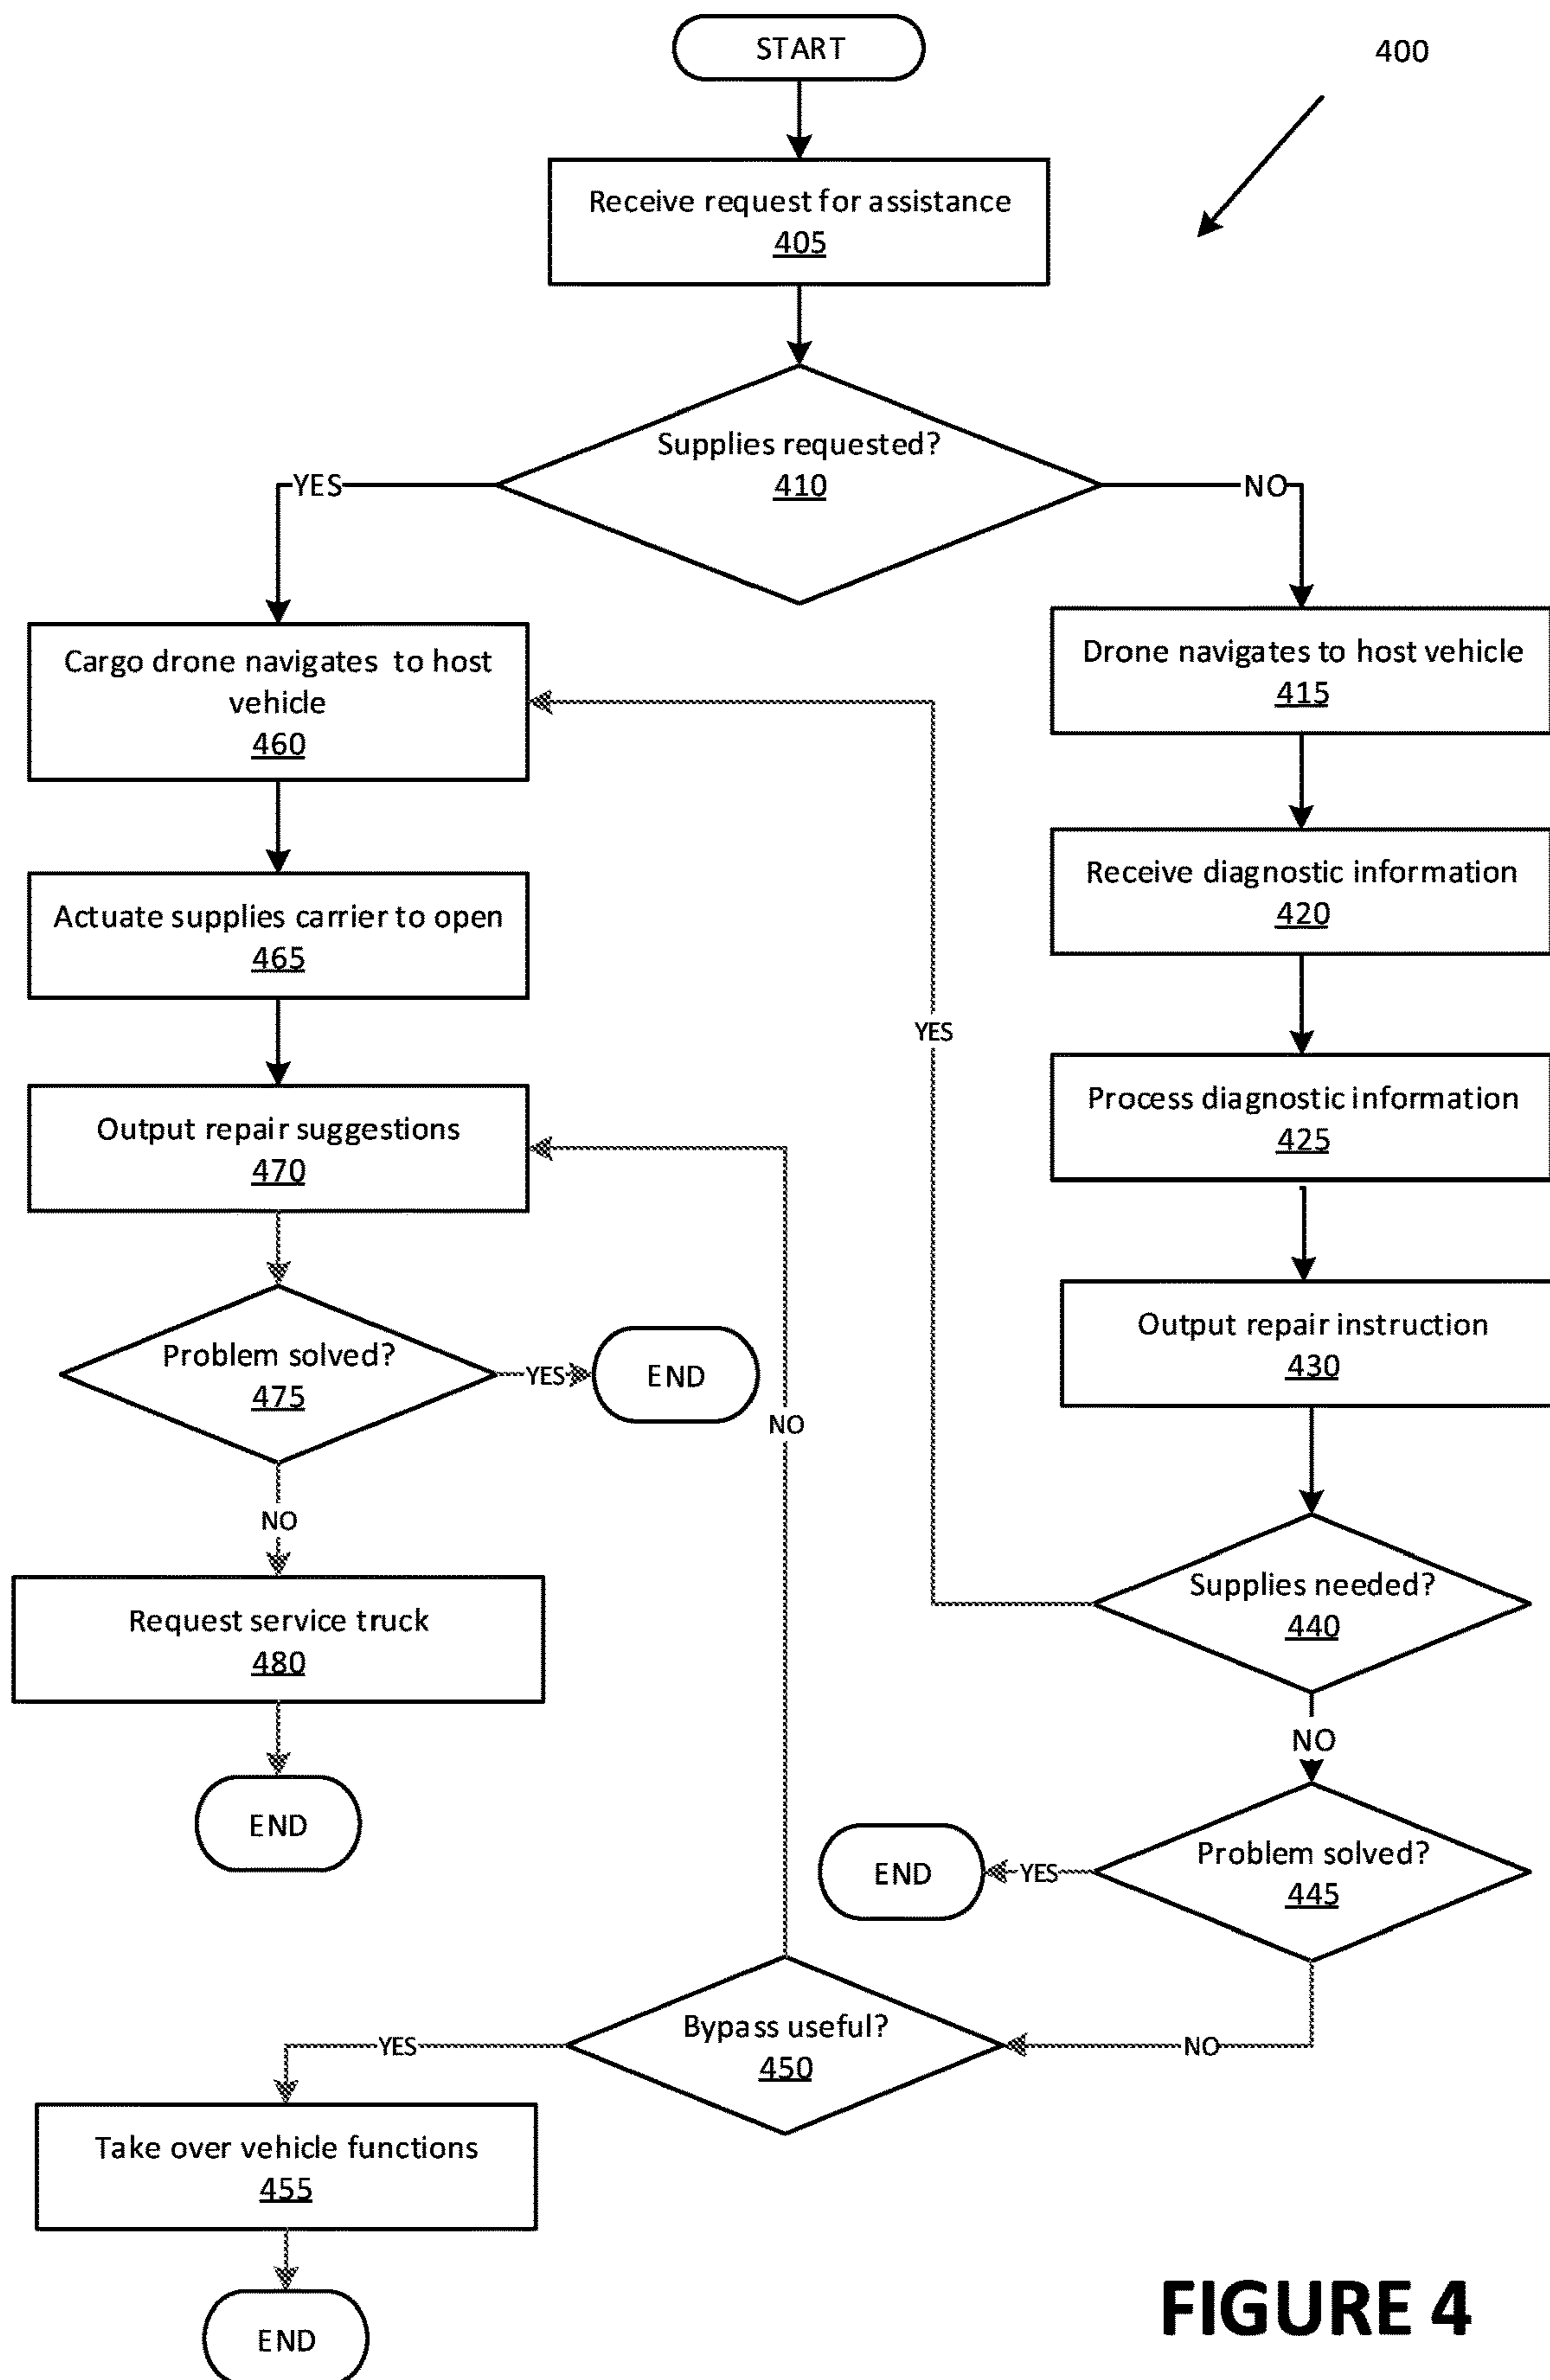 START
400
Receive request for assistance
405
Supplies requested?
410
YES
NO
Cargo drone navigates to host
vehicle
460
Drone navigates to host vehicle
415
Actuate supplies carrier to open
465
Receive diagnostic information
420
YES
Output repair suggestions
470
Process diagnostic information
425
Problem solved?
475
YES
END
NO
Output repair instruction
430
NO
Request service truck
480
Supplies needed?
440
NO
END
Problem solved?
445
YES
END
Bypass useful?
450
YES
NO
Take over vehicle functions
455
END
FIGURE 4